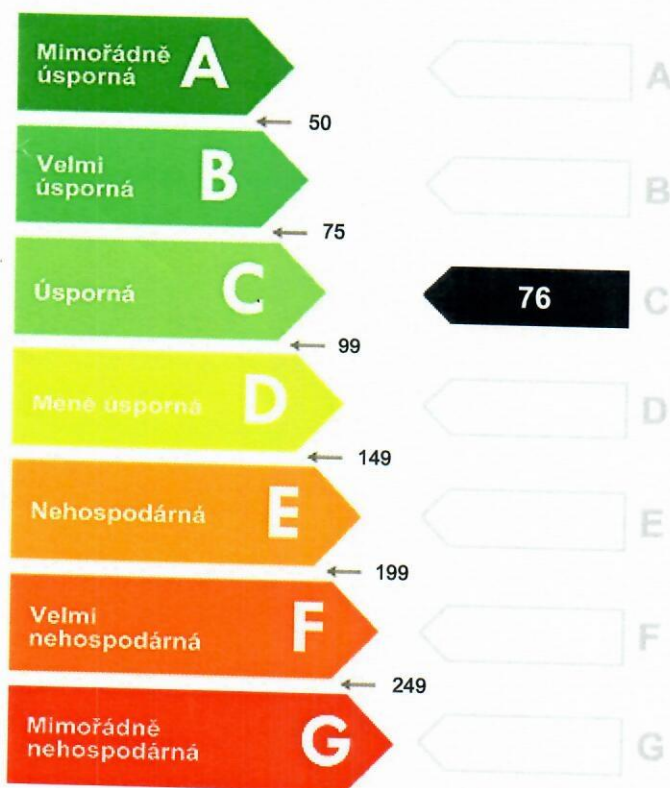 Mimořádně
úsporná
A
A
50
Velmi
úsporná
B
B
75
Úsporná
C
76
C
99
Méně úsporná
D
D
149
Nehospodárná
E
E
199
Velmi
nehospodárná
F
F
249
Mimořádně
nehospodárná
G
G